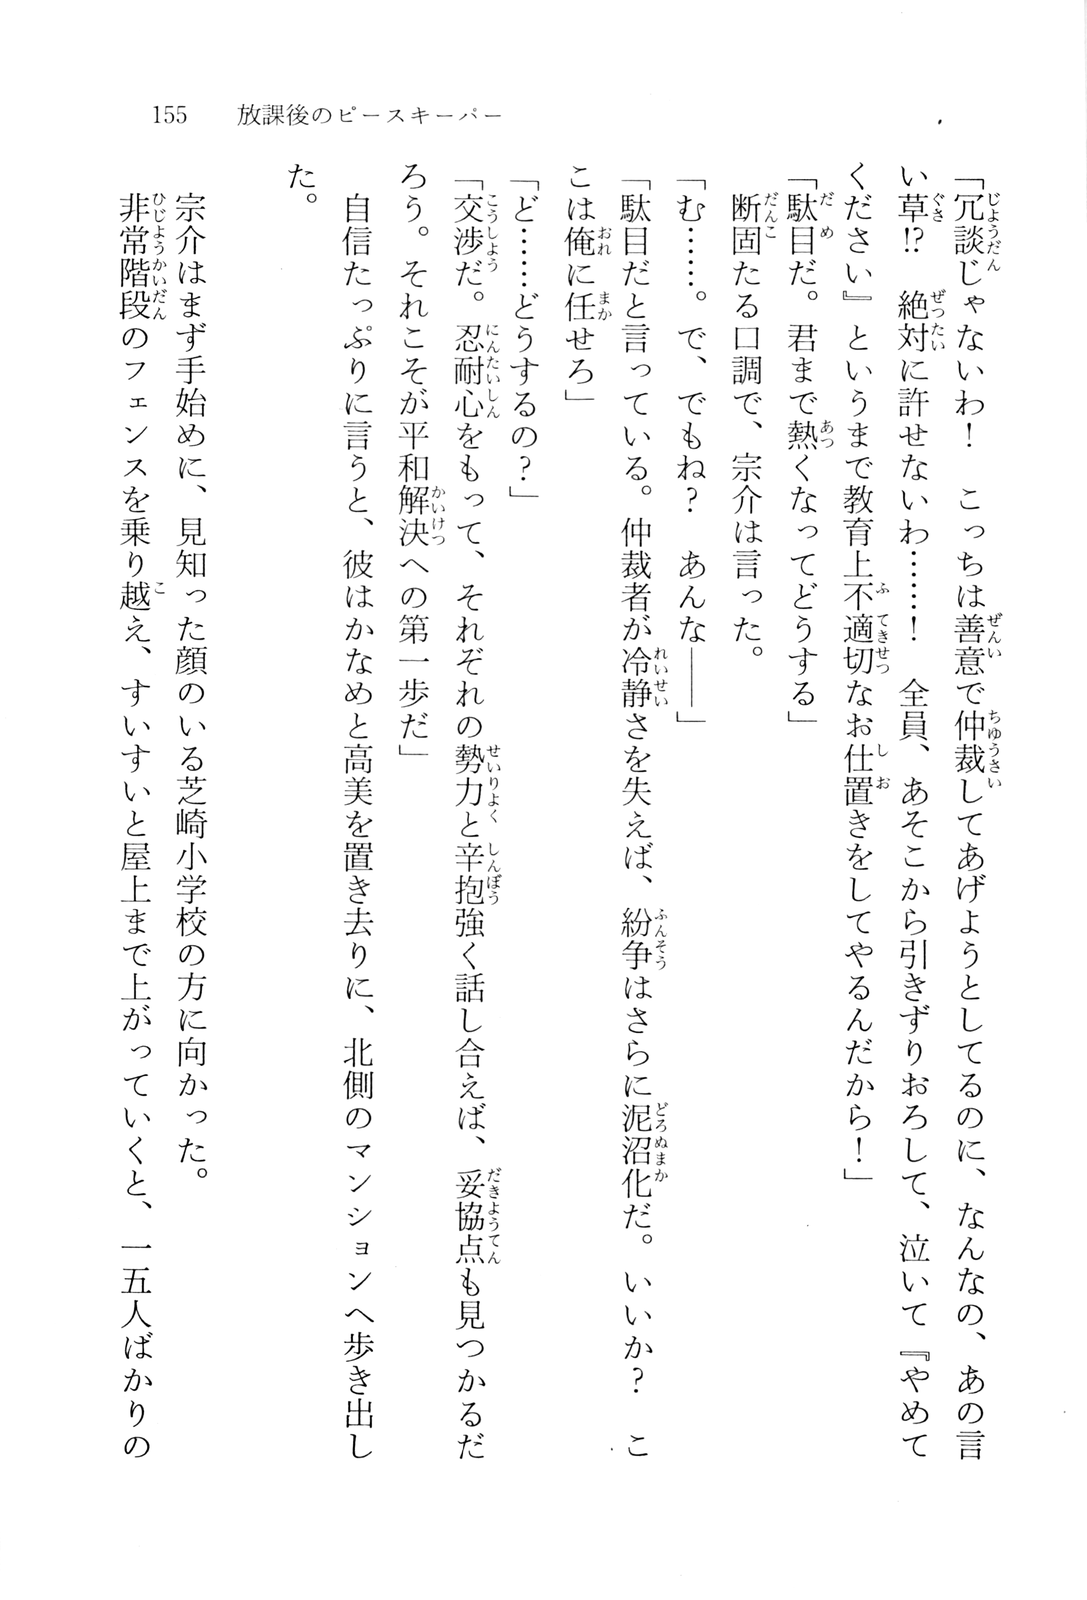 155　放課後のピースキーパー
「冗談じゃないわ！　こっちは善意で仲裁してあげようとしてるのに、なんなの、あの言
い草!?　絶対に許せないわ……！　全員、あそこから引きずりおろして、泣いて『やめて
ください』というまで教育上不適切なお仕置きをしてやるんだから！」
「駄目だ。君まで熱くなってどうする」
　断固たる口調で、宗介は言った。
「む……。で、でもね？　あんな――」
「駄目だと言っている。仲裁者が冷静さを失えば、紛争はさらに泥沼化だ。いいか？　こ
こは俺に任せろ」
「ど……どうするの？」
「交渉だ。忍耐心をもって、それぞれの勢力と辛抱強く話し合えば、妥協点も見つかるだ
ろう。それこそが平和解決への第一歩だ」
　自信たっぷりに言うと、彼はかなめと高美を置き去りに、北側のマンションへ歩き出し
た。
　宗介はまず手始めに、見知った顔のいる芝崎小学校の方に向かった。
　非常階段のフェンスを乗り越え、すいすいと屋上まで上がっていくと、一五人ばかりの